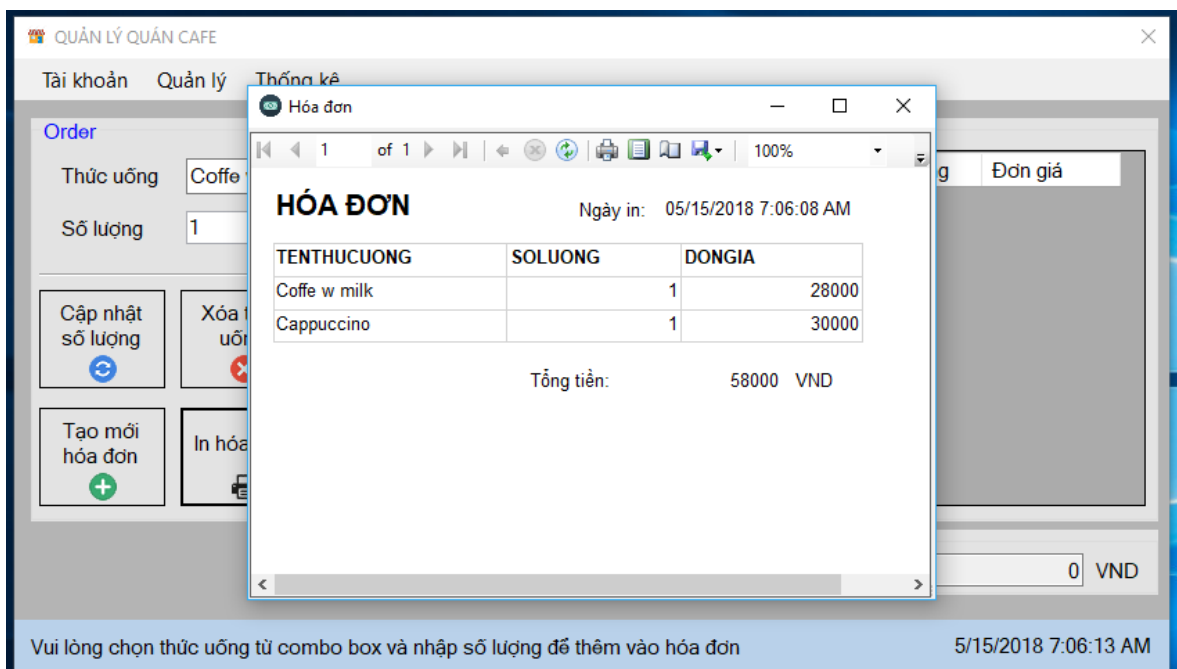 QUẢN LÝ QUÁN CAFE
Tài khoản Quản lý Thống kê
Hóa đơn
1 of 1 100%
HÓA ĐƠN
Ngày in: 05/15/2018 7:06:08 AM
TENTHUCUONG SOLUONG DONGIA
Coffe w milk 1 28000
Cappuccino 1 30000
Tổng tiền: 58000 VND
Order
Thức uống Coffe
Số lượng 1
Cập nhật
số lượng
Xóa
Tạo mới
hóa đơn
In hóa
g Đơn giá
0 VND
Vui lòng chọn thức uống từ combo box và nhập số lượng để thêm vào hóa đơn 5/15/2018 7:06:13 AM